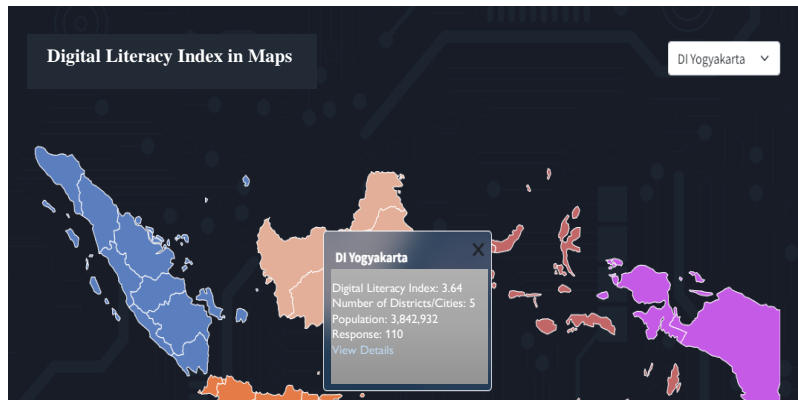 Digital Literacy Index in Maps
DI Yogyakarta
DI Yogyakarta
X
Digital Literacy Index: 3.64
Number of Districts/Cities: 5
Population: 3,842,932
Response: 110
View Details